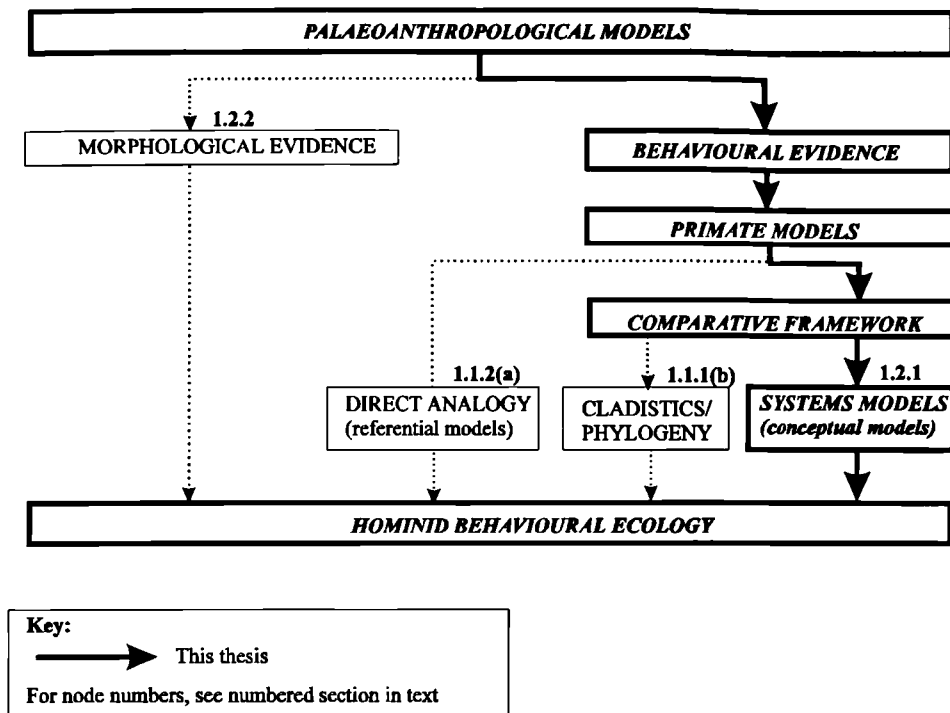 PALAEOANTHROPOLOGICAL MODELS
1.2.2
MORPHOLOGICAL EVIDENCE
BEHAVIOURAL EVIDENCE
PRIMATE MODELS
COMPARATIVE FRAMEWORK
1.1.2(a)
DIRECT ANALOGY
(referential models)
1.1.1(b)
CLADISTICS/
PHYLOGENY
1.2.1
SYSTEMS MODELS
(conceptual models)
HOMINID BEHAVIOURAL ECOLOGY
Key:
This thesis
For node numbers, see numbered section in text